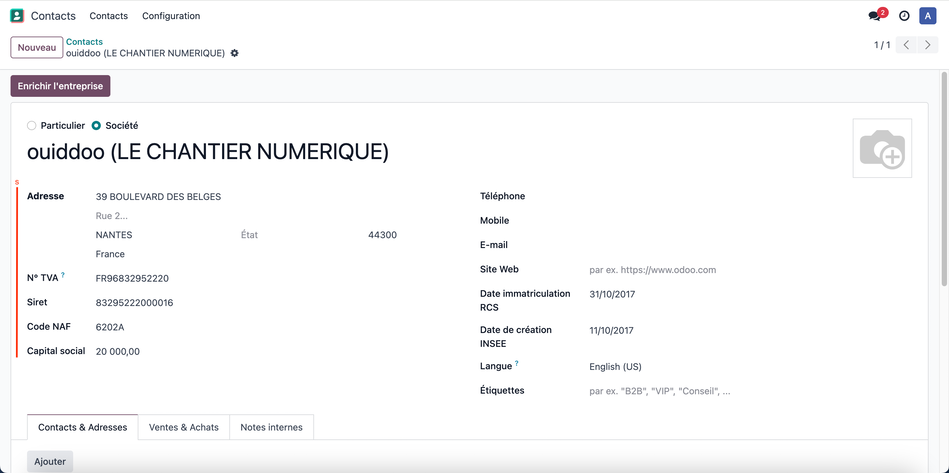 Contacts Contacts Configuration 2 A
Nouveau Contacts 1 / 1
ouiddoo (LE CHANTIER NUMERIQUE)
Enrichir l'entreprise
Particulier Société
ouiddoo (LE CHANTIER NUMERIQUE)
s
Adresse 39 BOULEVARD DES BELGES
Rue 2...
NANTES État 44300
France
N° TVA ? FR96832952220
Siret 83295222000016
Code NAF 6202A
Capital social 20 000,00
Téléphone
Mobile
E-mail
Site Web par ex. https://www.odoo.com
Date immatriculation RCS 31/10/2017
Date de création INSEE 11/10/2017
Langue ? English (US)
Étiquettes par ex. "B2B", "VIP", "Conseil", ...
Contacts & Adresses Ventes & Achats Notes internes
Ajouter